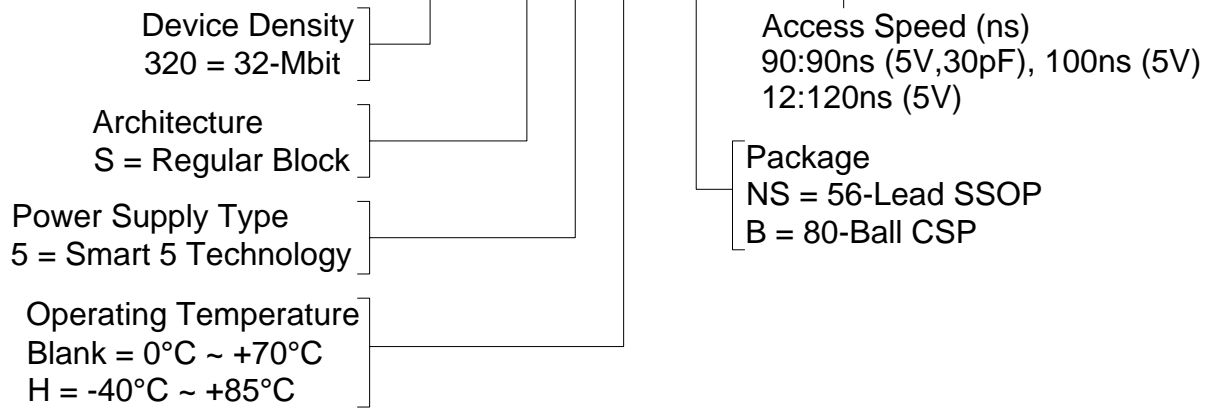 Device Density
320 = 32-Mbit
Architecture
S = Regular Block
Power Supply Type
5 = Smart 5 Technology
Operating Temperature
Blank = 0°C ~ +70°C
H = -40°C ~ +85°C
Access Speed (ns)
90:90ns (5V,30pF), 100ns (5V)
12:120ns (5V)
Package
NS = 56-Lead SSOP
B = 80-Ball CSP